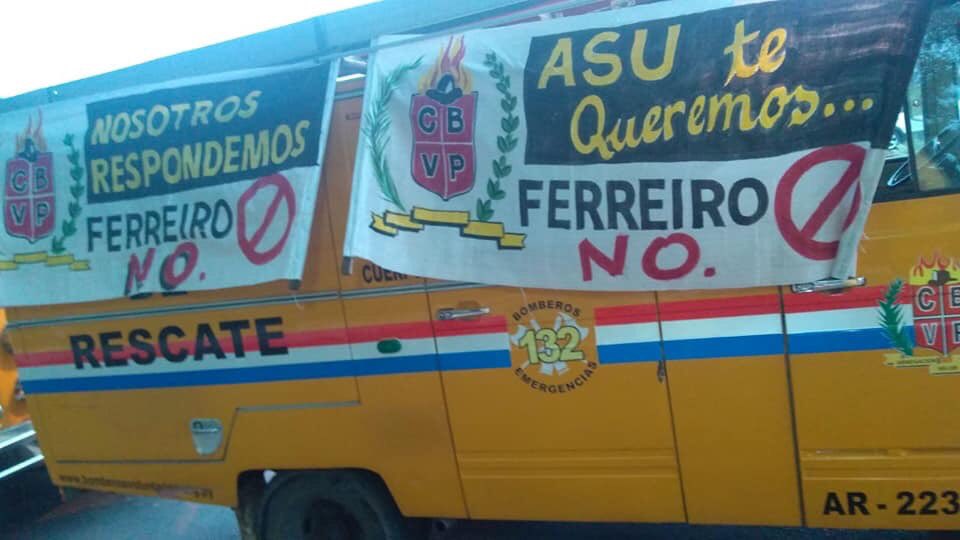 NOSOTROS
RESPONDEMOS
FERREIRO
NO.
CB
VP
ASU te
Queremos...
FERREIRO
NO.
CB
VP
RESCATE
BOMBEROS
132
EMERGENCIAS
CB
VP
AR - 223